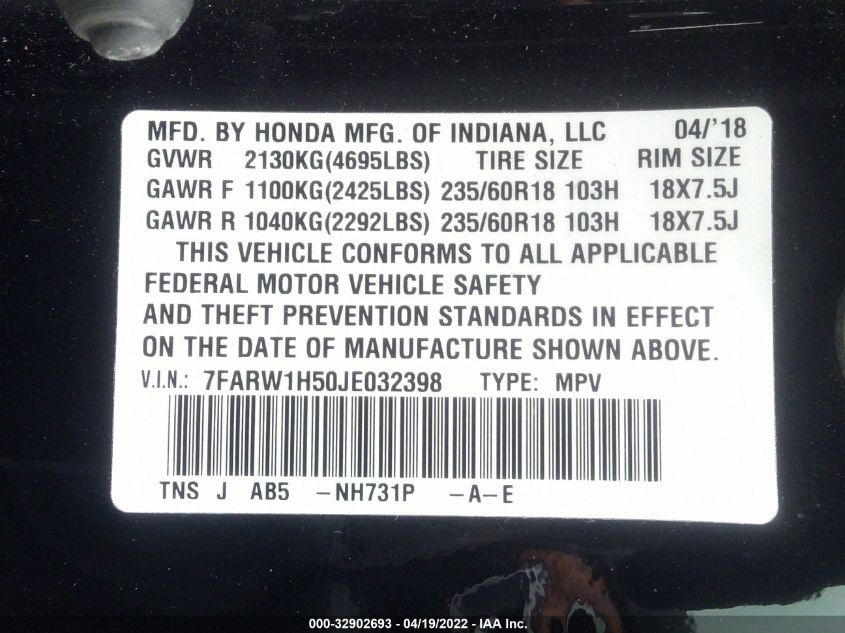 MFD. BY HONDA MFG. OF INDIANA, LLC 04/'18
GVWR 2130KG(4695LBS) TIRE SIZE RIM SIZE
GAWR F 1100KG(2425LBS) 235/60R18 103H 18X7.5J
GAWR R 1040KG(2292LBS) 235/60R18 103H 18X7.5J
THIS VEHICLE CONFORMS TO ALL APPLICABLE
FEDERAL MOTOR VEHICLE SAFETY
AND THEFT PREVENTION STANDARDS IN EFFECT
ON THE DATE OF MANUFACTURE SHOWN ABOVE.
V.I.N.: 7FARW1H50JE032398 TYPE: MPV
TNS J AB5 -NH731P -A-E
000-32902693 - 04/19/2022 - IAA Inc.